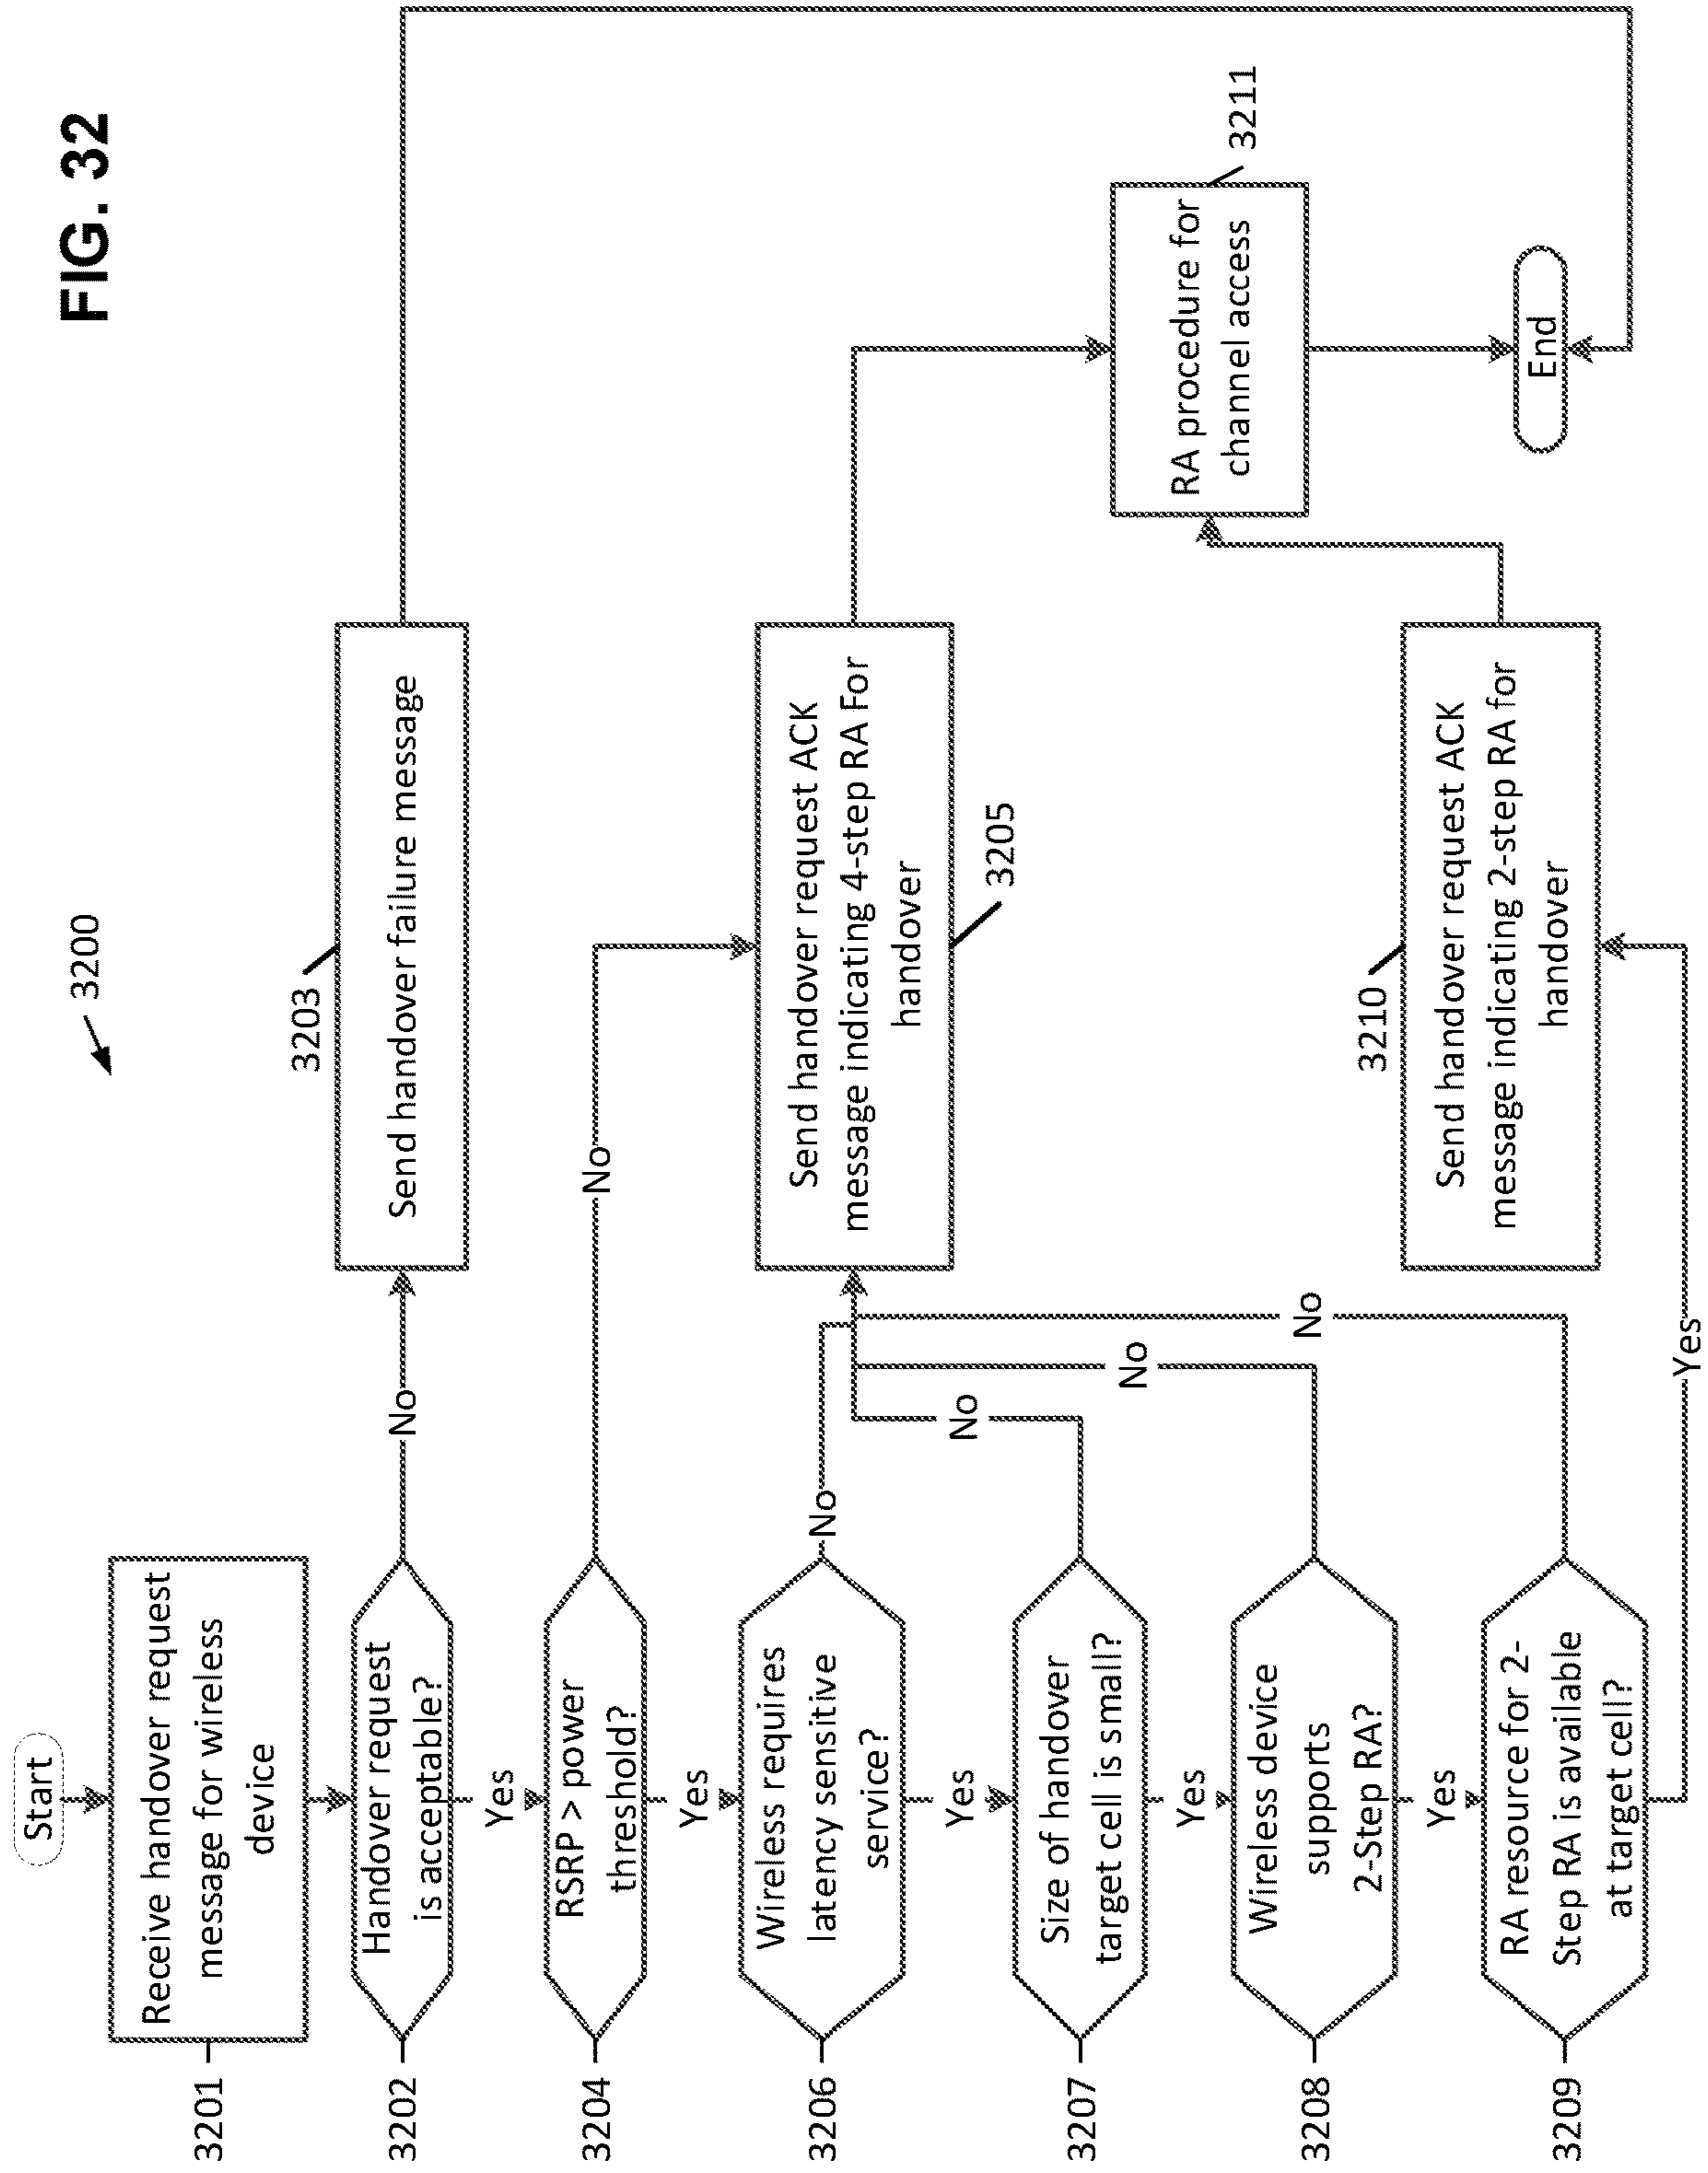 FIG. 32
3200
Start
3201
Receive handover request
message for wireless
device
3202
Handover request
is acceptable?
No
3203
Send handover failure message
Yes
3204
RSRP > power
threshold?
No
Yes
3205
Send handover request ACK
message indicating 4-step RA For
handover
3206
Wireless requires
latency sensitive
service?
No
Yes
3207
Size of handover
target cell is small?
No
Yes
3208
Wireless device
supports
2-Step RA?
No
Yes
3209
RA resource for 2-
Step RA is available
at target cell?
No
Yes
3210
Send handover request ACK
message indicating 2-step RA for
handover
3211
RA procedure for
channel access
End